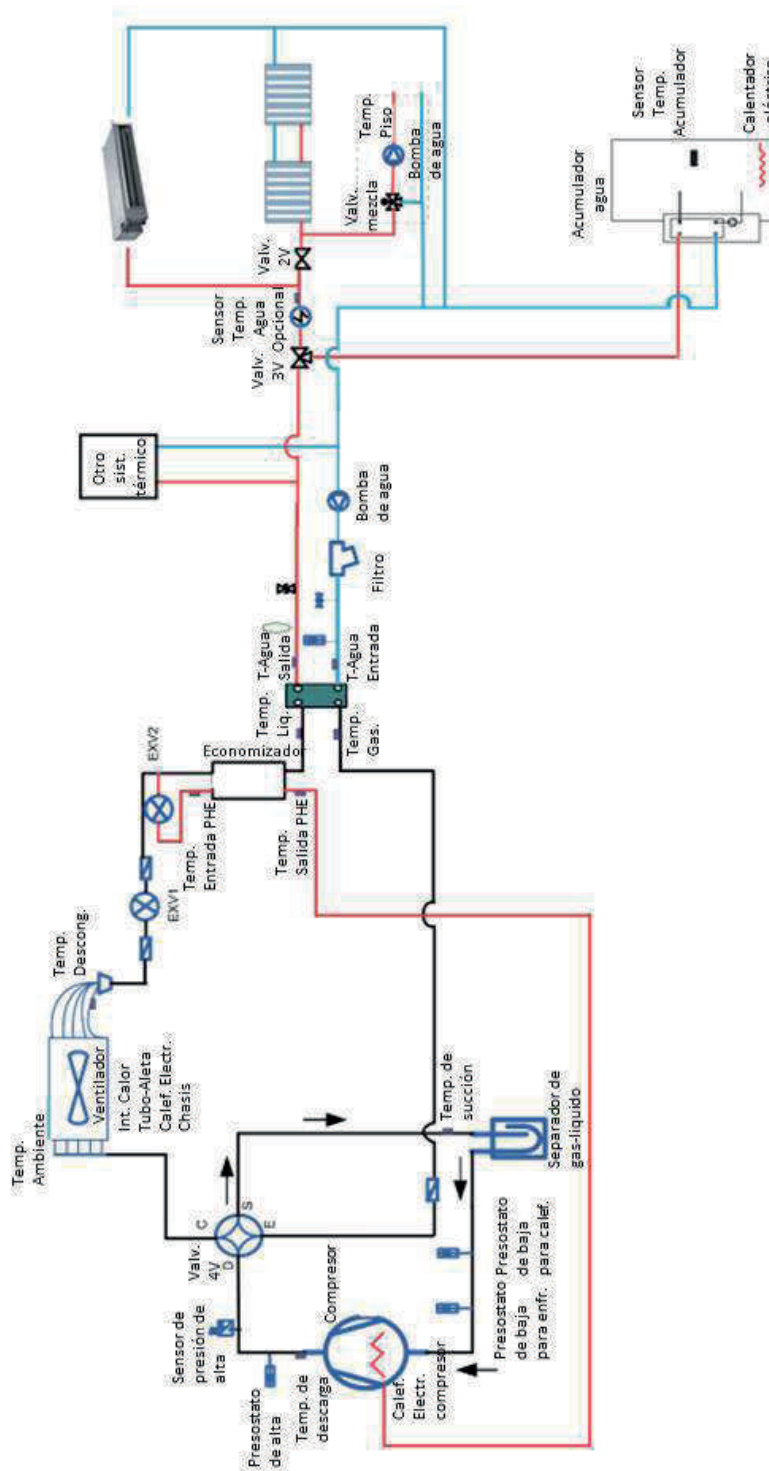 Sensor de
presión de
alta
Presostato
de alta
Temp. de
descarga
Compresor
Calef.
Electr.
compresor
Valv.
4V
D
C
S
E
Temp.
Ambiente
Ventilador
Int. Calor
Tubo-Aleta
Calef. Electr.
Chasis
Temp.
Descong.
EXV1
EXV2
Temp.
Entrada PHE
Economizador
Temp.
Salida PHE
Temp. de
succión
Separador de
gas-liquido
Presostato
de baja
para calef.
Presostato
de baja
para enfr.
Temp.
Liq.
Temp.
Gas.
T-Agua
Salida
T-Agua
Entrada
Filtro
Bomba
de agua
Otro
sist.
térmico
Valv.
3V
Sensor
Temp.
Agua
Opcional
Valv.
2V
Valv.
mezcla
Temp.
Piso
Bomba
de agua
Acumulador
agua
Sensor
Temp.
Acumulador
Calentador